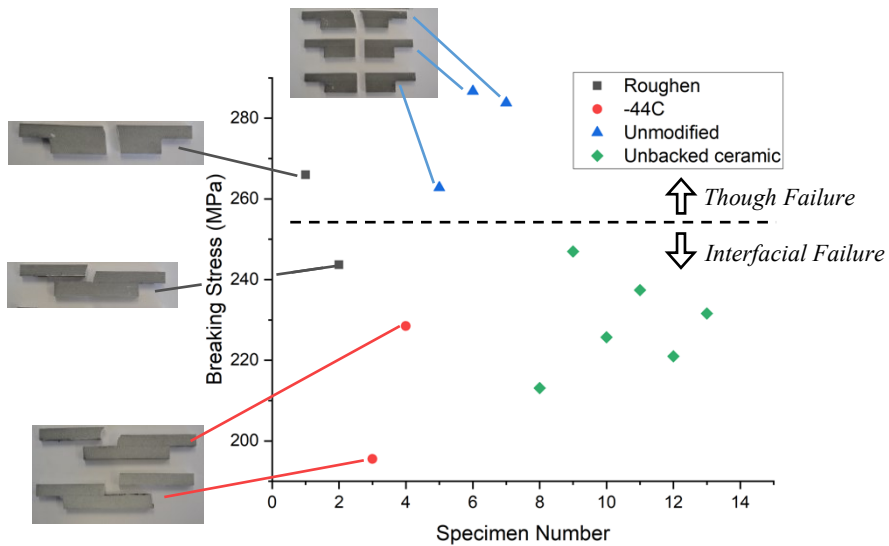 Roughen
-44C
Unmodified
Unbacked ceramic
Though Failure
Interfacial Failure
Breaking Stress (MPa)
280
260
240
220
200
0 2 4 6 8 10 12 14
Specimen Number